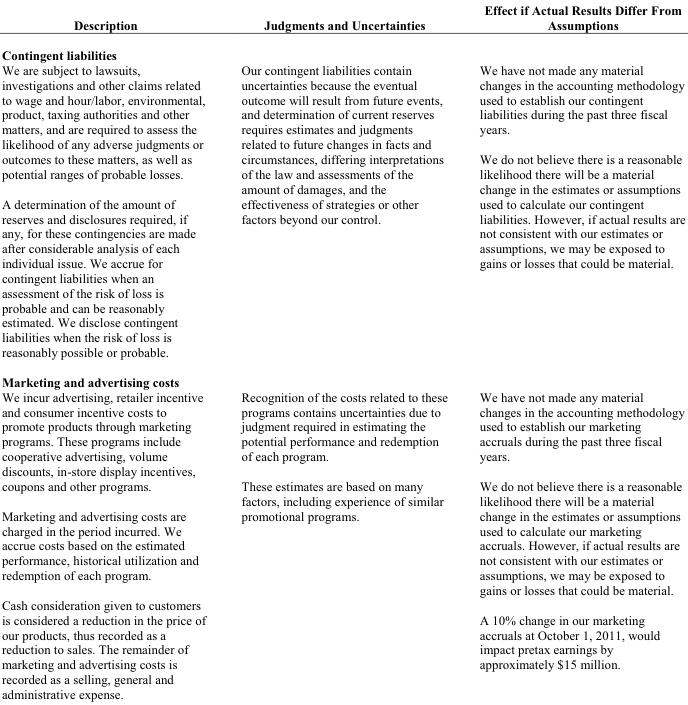 Description
Judgments and Uncertainties
Effect if Actual Results Differ From
Assumptions
Contingent liabilities
We are subject to lawsuits,
investigations and other claims related
to wage and hour/labor, environmental,
product, taxing authorities and other
matters, and are required to assess the
likelihood of any adverse judgments or
outcomes to these matters, as well as
potential ranges of probable losses.
A determination of the amount of
reserves and disclosures required, if
any, for these contingencies are made
after considerable analysis of each
individual issue. We accrue for
contingent liabilities when an
assessment of the risk of loss is
probable and can be reasonably
estimated. We disclose contingent
liabilities when the risk of loss is
reasonably possible or probable.
Our contingent liabilities contain
uncertainties because the eventual
outcome will result from future events,
and determination of current reserves
requires estimates and judgments
related to future changes in facts and
circumstances, differing interpretations
of the law and assessments of the
amount of damages, and the
effectiveness of strategies or other
factors beyond our control.
We have not made any material
changes in the accounting methodology
used to establish our contingent
liabilities during the past three fiscal
years.
We do not believe there is a reasonable
likelihood there will be a material
change in the estimates or assumptions
used to calculate our contingent
liabilities. However, if actual results are
not consistent with our estimates or
assumptions, we may be exposed to
gains or losses that could be material.
Marketing and advertising costs
We incur advertising, retailer incentive
and consumer incentive costs to
promote products through marketing
programs. These programs include
cooperative advertising, volume
discounts, in-store display incentives,
coupons and other programs.
Marketing and advertising costs are
charged in the period incurred. We
accrue costs based on the estimated
performance, historical utilization and
redemption of each program.
Cash consideration given to customers
is considered a reduction in the price of
our products, thus recorded as a
reduction to sales. The remainder of
marketing and advertising costs is
recorded as a selling, general and
administrative expense.
Recognition of the costs related to these
programs contains uncertainties due to
judgment required in estimating the
potential performance and redemption
of each program.
These estimates are based on many
factors, including experience of similar
promotional programs.
We have not made any material
changes in the accounting methodology
used to establish our marketing
accruals during the past three fiscal
years.
We do not believe there is a reasonable
likelihood there will be a material
change in the estimates or assumptions
used to calculate our marketing
accruals. However, if actual results are
not consistent with our estimates or
assumptions, we may be exposed to
gains or losses that could be material.
A 10% change in our marketing
accruals at October 1, 2011, would
impact pretax earnings by
approximately $15 million.